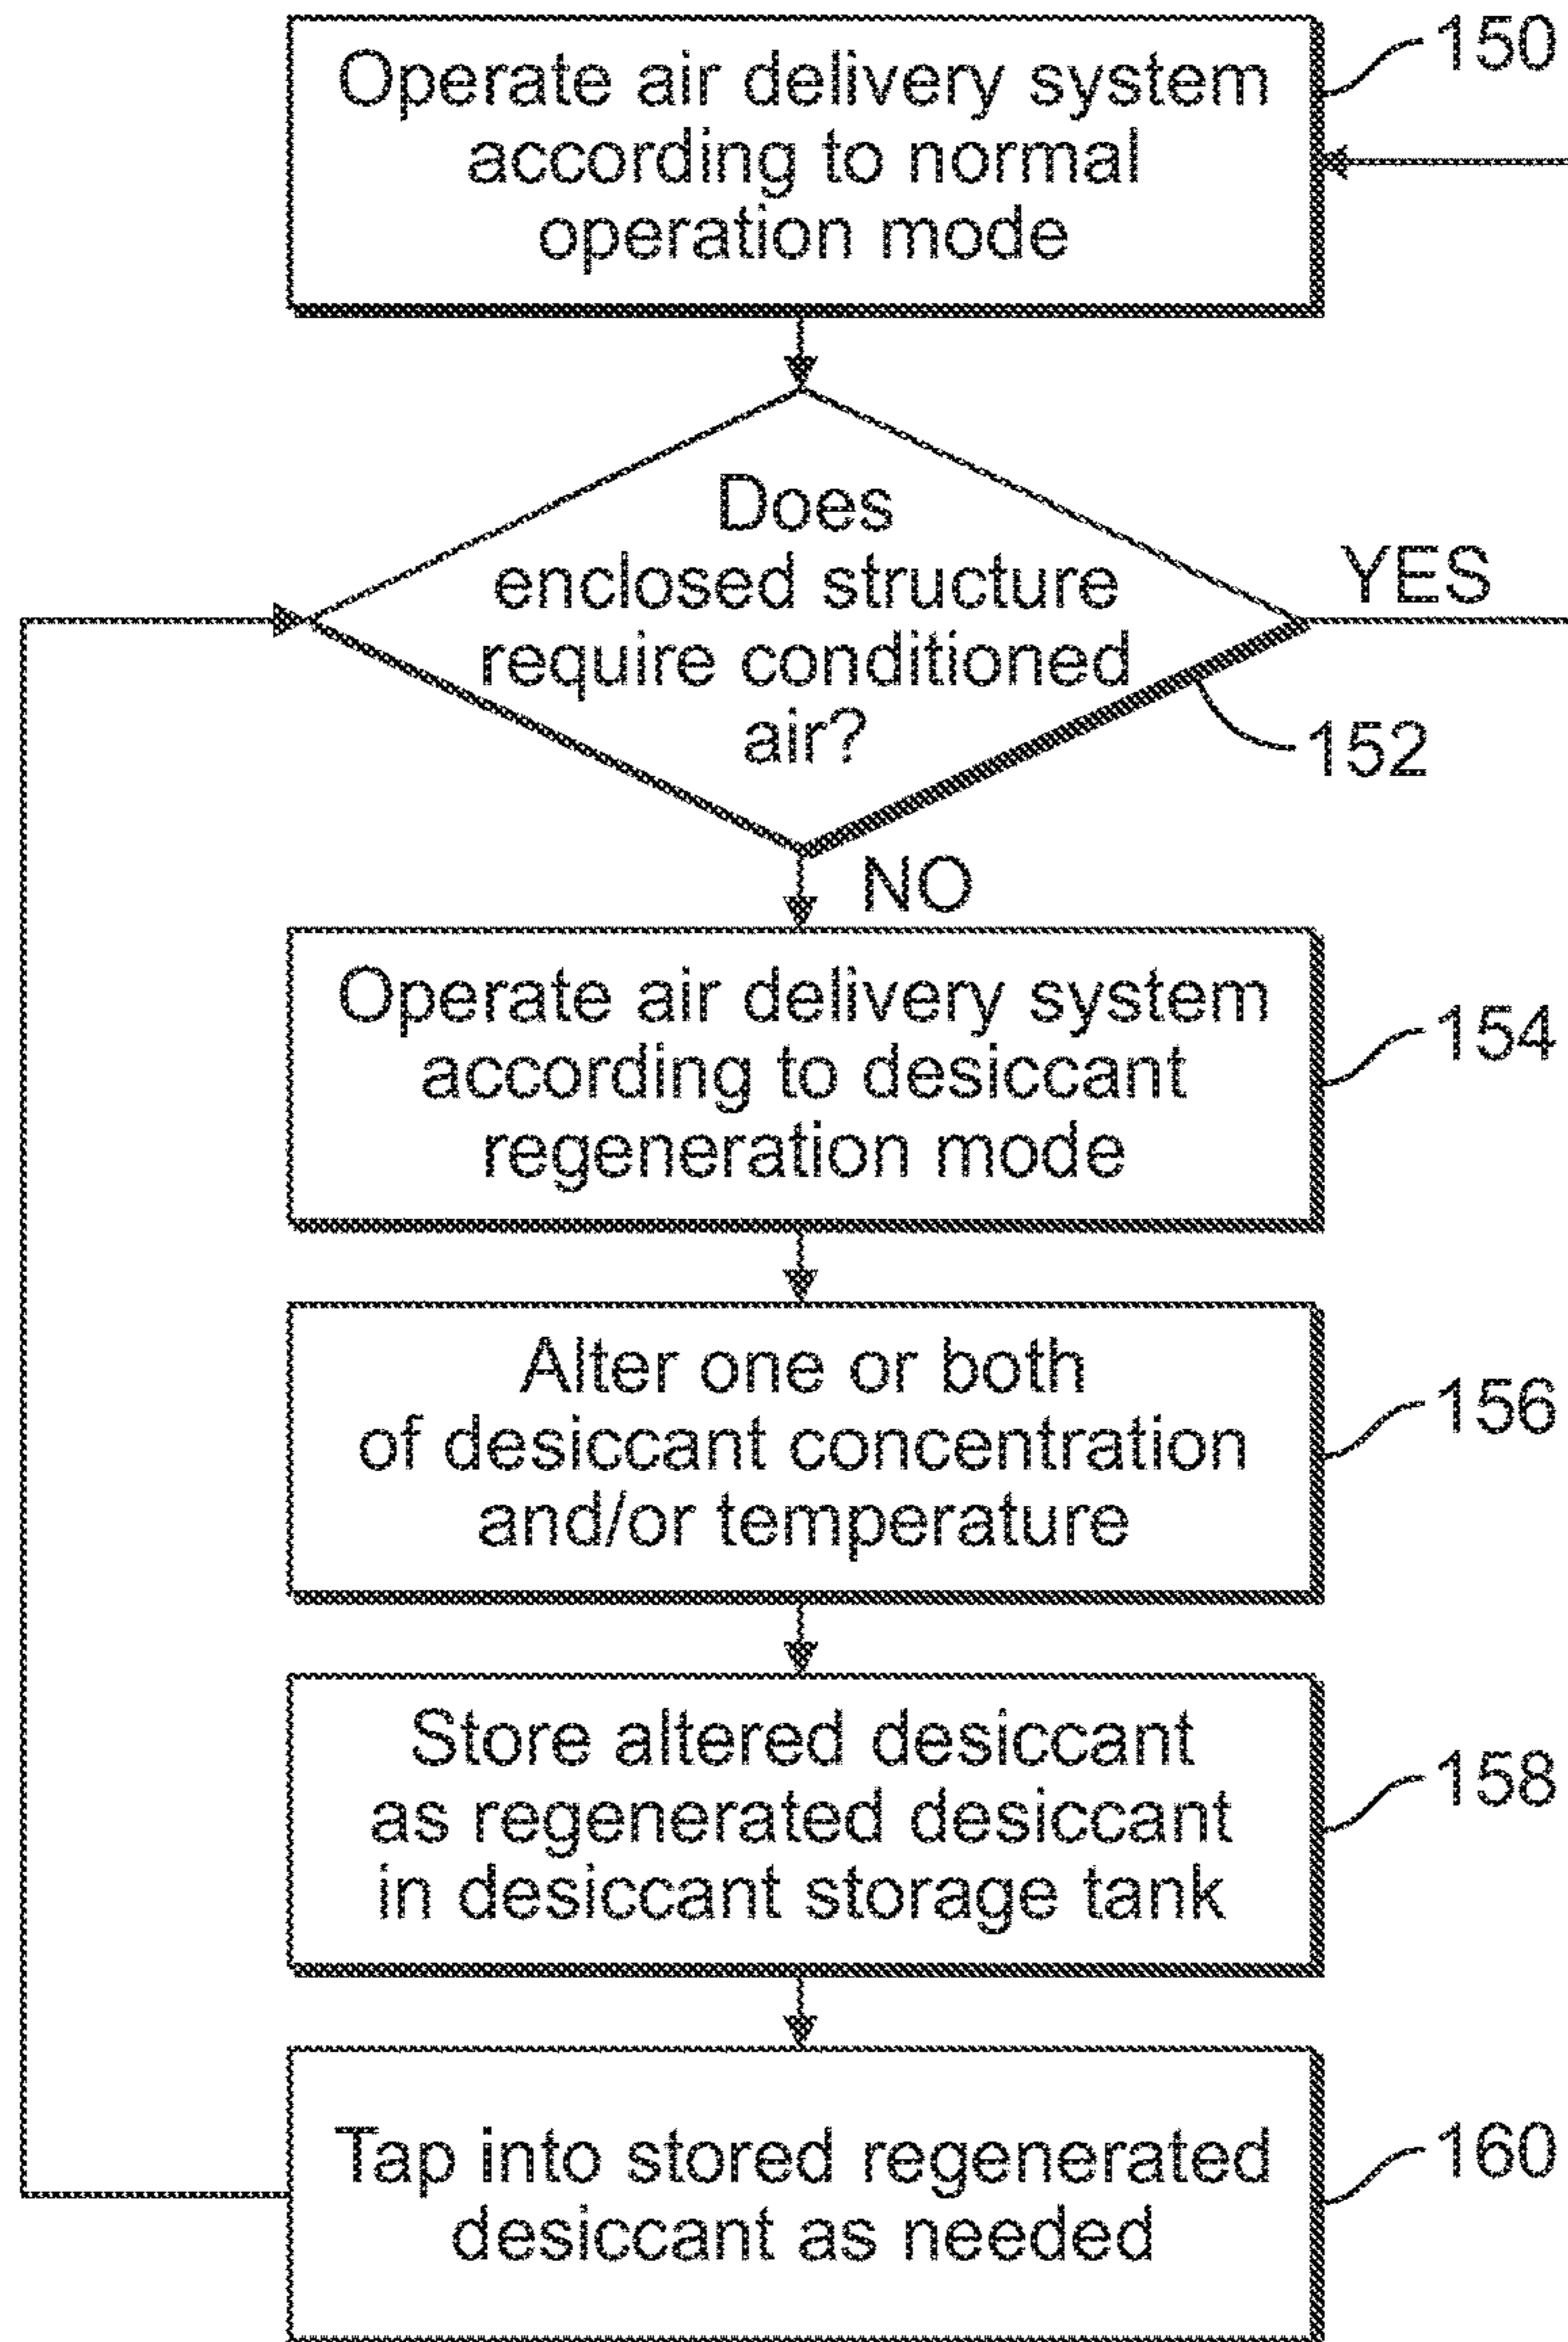 Operate air delivery system
according to normal
operation mode
150
Does
enclosed structure
require conditioned
air?
YES
152
NO
Operate air delivery system
according to desiccant
regeneration mode
154
Alter one or both
of desiccant concentration
and/or temperature
156
Store altered desiccant
as regenerated desiccant
in desiccant storage tank
158
Tap into stored regenerated
desiccant as needed
160